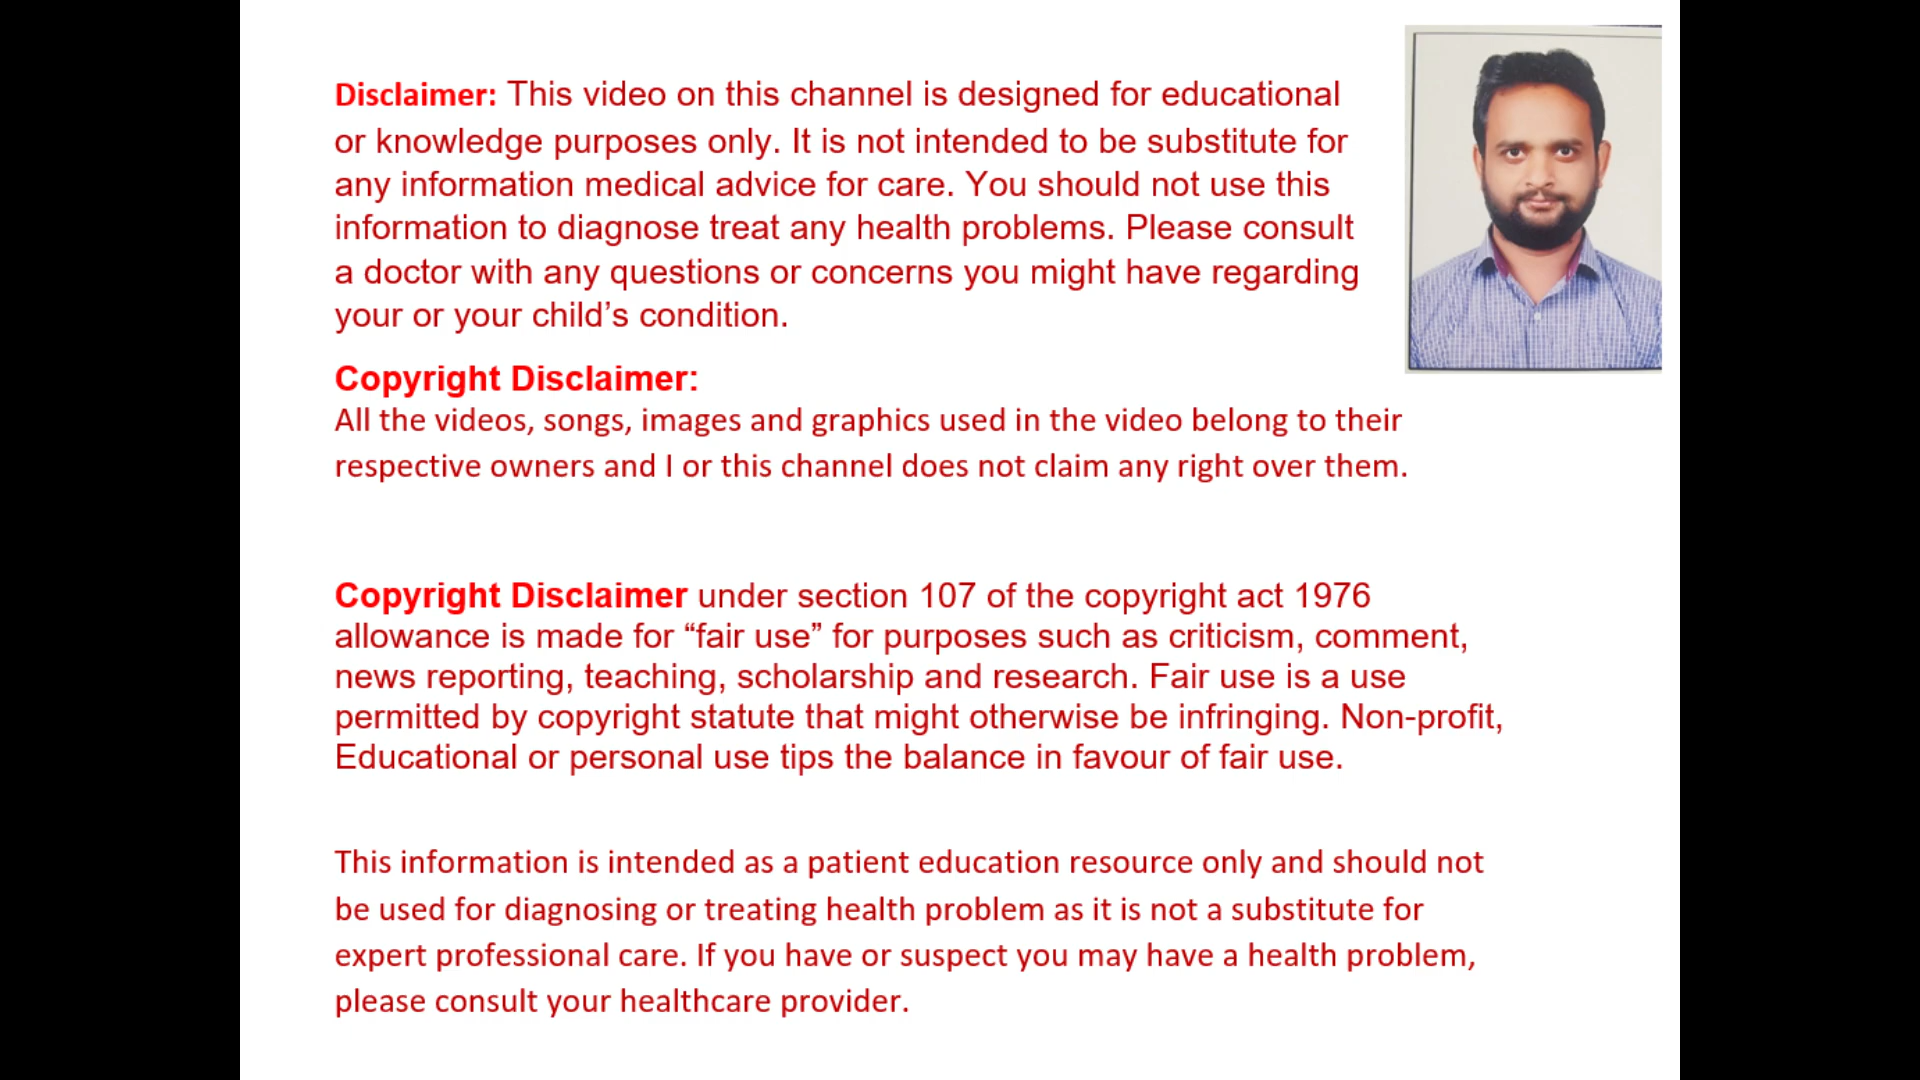 Disclaimer: This video on this channel is designed for educational
or knowledge purposes only. It is not intended to be substitute for
any information medical advice for care. You should not use this
information to diagnose treat any health problems. Please consult
a doctor with any questions or concerns you might have regarding
your or your child’s condition.
Copyright Disclaimer:
All the videos, songs, images and graphics used in the video belong to their
respective owners and I or this channel does not claim any right over them.
Copyright Disclaimer under section 107 of the copyright act 1976
allowance is made for “fair use” for purposes such as criticism, comment,
news reporting, teaching, scholarship and research. Fair use is a use
permitted by copyright statute that might otherwise be infringing. Non-profit,
Educational or personal use tips the balance in favour of fair use.
This information is intended as a patient education resource only and should not
be used for diagnosing or treating health problem as it is not a substitute for
expert professional care. If you have or suspect you may have a health problem,
please consult your healthcare provider.